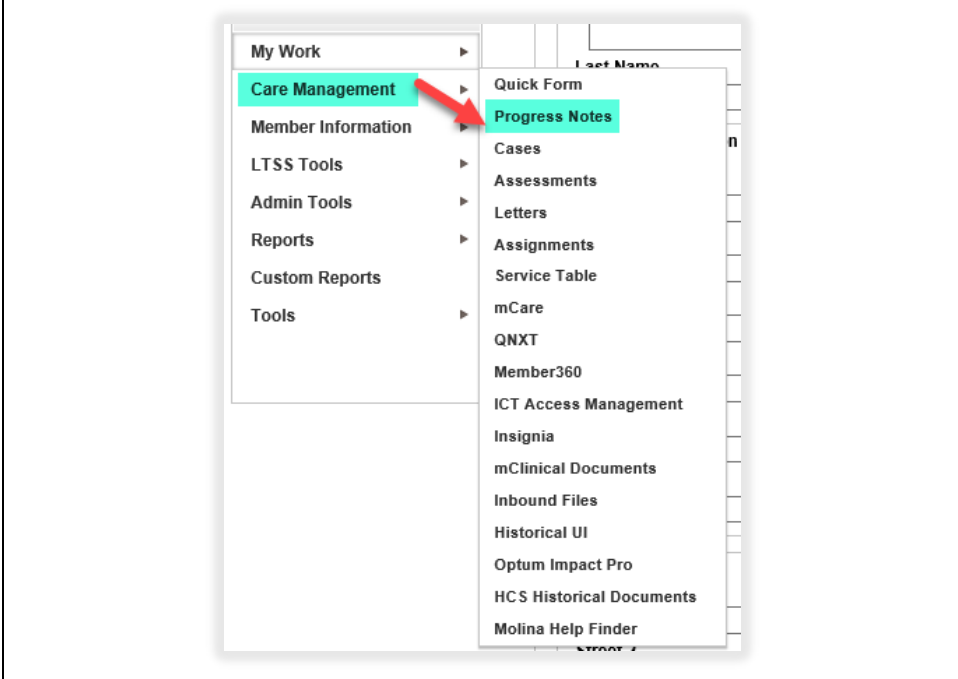 My Work
Care Management
Member Information
LTSS Tools
Admin Tools
Reports
Custom Reports
Tools
Last Name
Quick Form
Progress Notes
Cases
Assessments
Letters
Assignments
Service Table
mCare
QNXT
Member360
ICT Access Management
Insignia
mClinical Documents
Inbound Files
Historical UI
Optum Impact Pro
HCS Historical Documents
Molina Help Finder